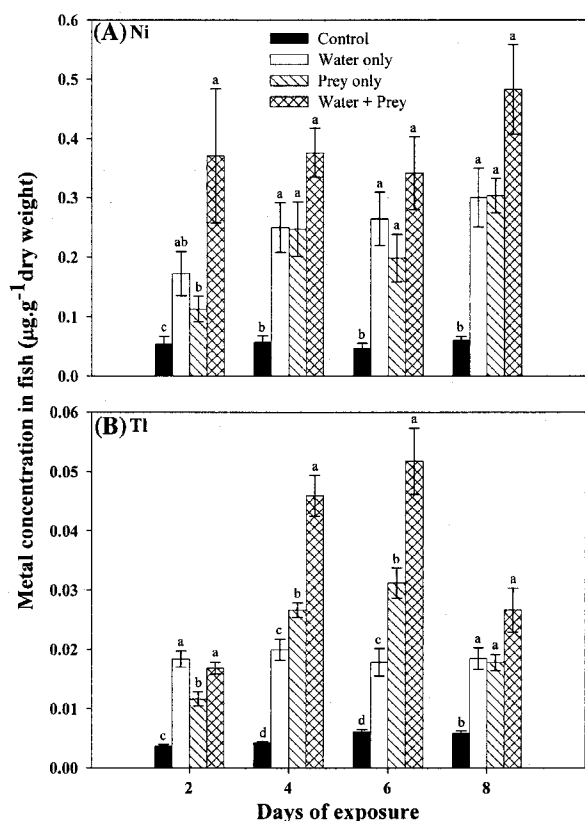 (A) Ni
Control
Water only
Prey only
Water + Prey
0.6
0.5
0.4
0.3
0.2
0.1
0.0
c ab b a
b a a a
b a a a
b a a a
Metal concentration in fish (µg.g⁻¹ dry weight)
(B) Tl
0.06
0.05
0.04
0.03
0.02
0.01
0.00
c a b a
d c b a
d c b a
b a a a
2 4 6 8
Days of exposure